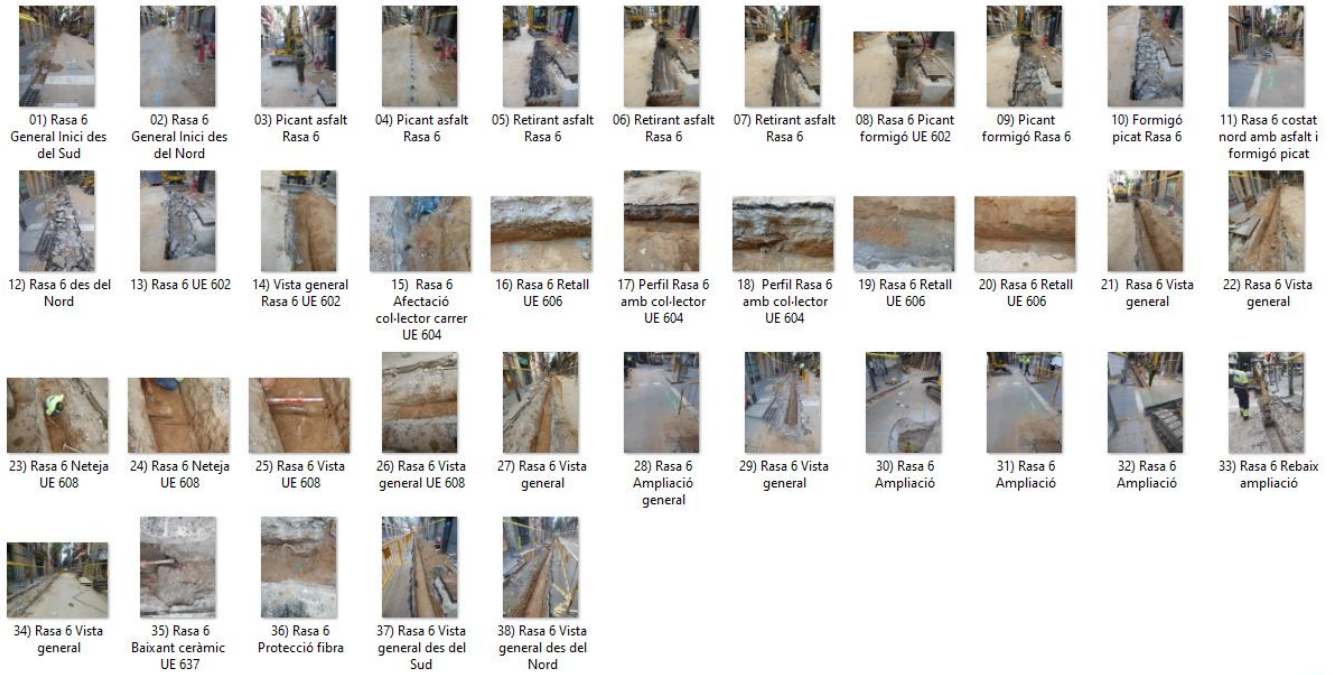 01) Rasa 6
General Inici des
del Sud
02) Rasa 6
General Inici des
del Nord
03) Picant asfalt
Rasa 6
04) Picant asfalt
Rasa 6
05) Retirant asfalt
Rasa 6
06) Retirant asfalt
Rasa 6
07) Retirant asfalt
Rasa 6
08) Rasa 6 Picant
formigó UE 602
09) Picant
formigó Rasa 6
10) Formigó
picat Rasa 6
11) Rasa 6 costat
nord amb asfalt i
formigó picat
12) Rasa 6 des del
Nord
13) Rasa 6 UE 602
14) Vista general
Rasa 6 UE 602
15) Rasa 6
Afectació
col·lector carrer
UE 604
16) Rasa 6 Retall
UE 606
17) Perfil Rasa 6
amb col·lector
UE 604
18) Perfil Rasa 6
amb col·lector
UE 604
19) Rasa 6 Retall
UE 606
20) Rasa 6 Retall
UE 606
21) Rasa 6 Vista
general
22) Rasa 6 Vista
general
23) Rasa 6 Neteja
UE 608
24) Rasa 6 Neteja
UE 608
25) Rasa 6 Vista
UE 608
26) Rasa 6 Vista
general UE 608
27) Rasa 6 Vista
general
28) Rasa 6
Ampliació
general
29) Rasa 6 Vista
general
30) Rasa 6
Ampliació
31) Rasa 6
Ampliació
32) Rasa 6
Ampliació
33) Rasa 6 Rebaix
ampliació
34) Rasa 6 Vista
general
35) Rasa 6
Baixant ceràmic
UE 637
36) Rasa 6
Protecció fibra
37) Rasa 6 Vista
general des del
Sud
38) Rasa 6 Vista
general des del
Nord